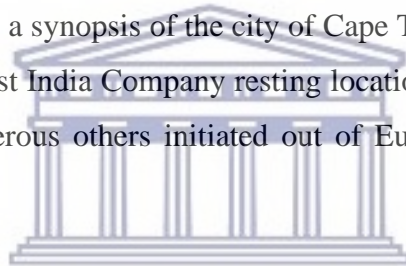 a synopsis of the city of Cape T
st India Company resting locatio
erous others initiated out of Eu